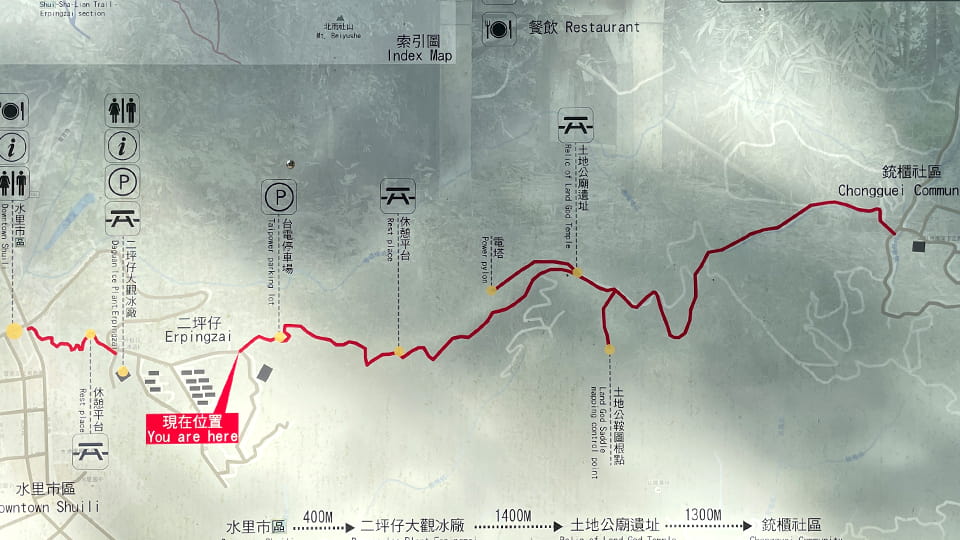 Shui-Sha-Lian Trail -
Erpingzai section
北雨社山
Mt. Beiyushe
索引圖
Index Map
餐飲 Restaurant
水里市區
Downtown Shuili
二坪仔大觀冰廠
Daguan Ice Plant,Erpingzai
P
台電停車場
Taipower parking lot
P
休憩平台
Rest place
電塔
Power pylon
土地公廟遺址
Relic of Land God Temple
銃櫃社區
Chongguei Commun
二坪仔
Erpingzai
現在位置
You are here
休憩平台
Rest place
土地公鞍圖根點
Land God Saddle
mapping control point
水里市區
owntown Shuili
水里市區 400M 二坪仔大觀冰廠 1400M 土地公廟遺址 1300M 銃櫃社區